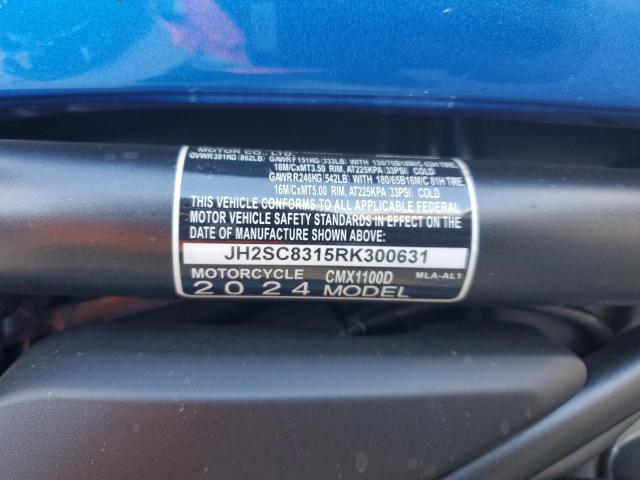 MOTOR CO., LTD.
GVWR391KG (862LB) GAWRF151KG (333LB) WITH 130/70B18M/C 63H TIRE
18M/CxMT3.50 RIM, AT225KPA (33PSI) COLD
GAWRR246KG (542LB) WITH 180/65B16M/C 81H TIRE
16M/CxMT5.00 RIM, AT225KPA (33PSI) COLD
THIS VEHICLE CONFORMS TO ALL APPLICABLE FEDERAL
MOTOR VEHICLE SAFETY STANDARDS IN EFFECT ON THE
DATE OF MANUFACTURE SHOWN ABOVE:
JH2SC8315RK300631
MOTORCYCLE CMX1100D MLA-AL1
2024 MODEL